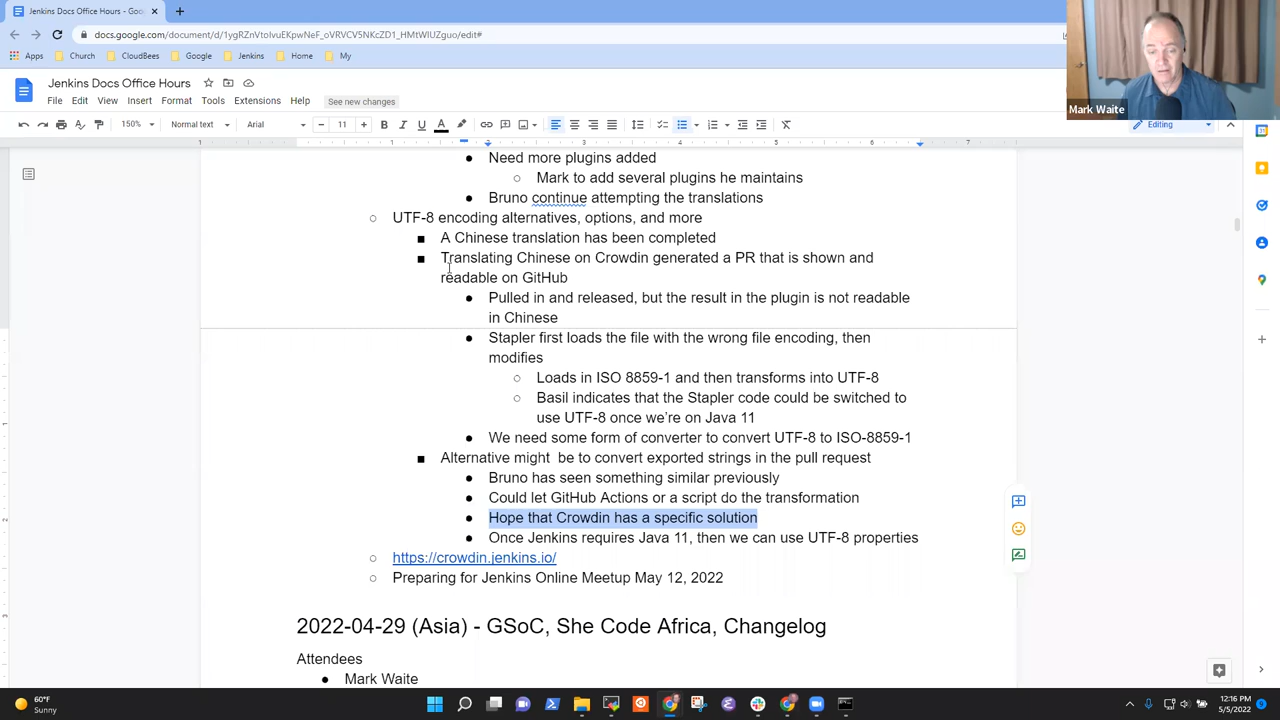 Jenkins Docs Office Hours - Goo
docs.google.com/document/d/1ygRZnVtoIvuEKpwNeF_oVRVCV5NKcZD1_HMtWIUZguo/edit#
Apps Church CloudBees Google Jenkins Home My
Mark Waite
Jenkins Docs Office Hours
File Edit View Insert Format Tools Extensions Help See new changes
150% Normal text Arial 11 Editing
Need more plugins added
Mark to add several plugins he maintains
Bruno continue attempting the translations
UTF-8 encoding alternatives, options, and more
A Chinese translation has been completed
Translating Chinese on Crowdin generated a PR that is shown and
readable on GitHub
Pulled in and released, but the result in the plugin is not readable
in Chinese
Stapler first loads the file with the wrong file encoding, then
modifies
Loads in ISO 8859-1 and then transforms into UTF-8
Basil indicates that the Stapler code could be switched to
use UTF-8 once we're on Java 11
We need some form of converter to convert UTF-8 to ISO-8859-1
Alternative might be to convert exported strings in the pull request
Bruno has seen something similar previously
Could let GitHub Actions or a script do the transformation
Hope that Crowdin has a specific solution
Once Jenkins requires Java 11, then we can use UTF-8 properties
https://crowdin.jenkins.io/
Preparing for Jenkins Online Meetup May 12, 2022
2022-04-29 (Asia) - GSoC, She Code Africa, Changelog
Attendees
Mark Waite
60°F
Sunny
12:16 PM
5/5/2022